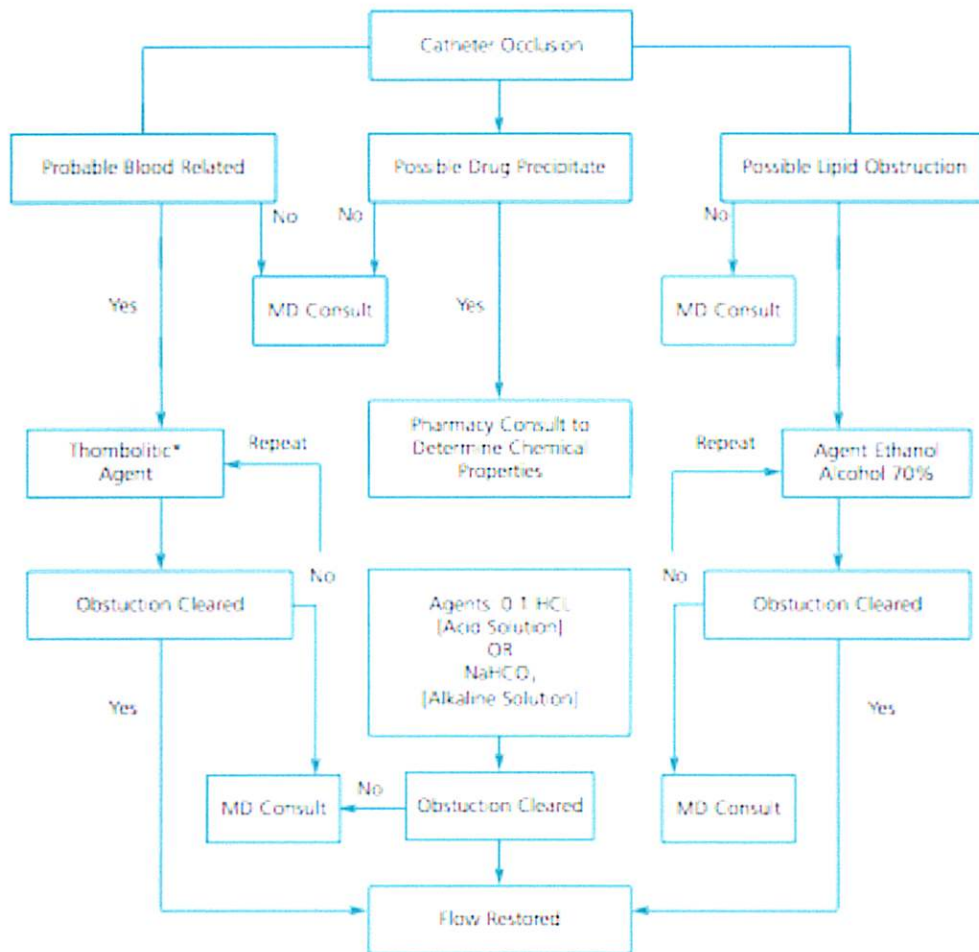 Catheter Occlusion
Probable Blood Related
Possible Drug Precipitate
Possible Lipid Obstruction
No
No
No
MD Consult
MD Consult
Yes
Yes
Thombolitic*
Agent
Repeat
Pharmacy Consult to
Determine Chemical
Properties
Repeat
Agent Ethanol
Alcohol 70%
No
No
Obstuction Cleared
Agents 0.1 HCL
[Acid Solution]
OR
NaHCO₃
[Alkaline Solution]
Obstuction Cleared
Yes
Yes
MD Consult
No
Obstuction Cleared
MD Consult
Flow Restored